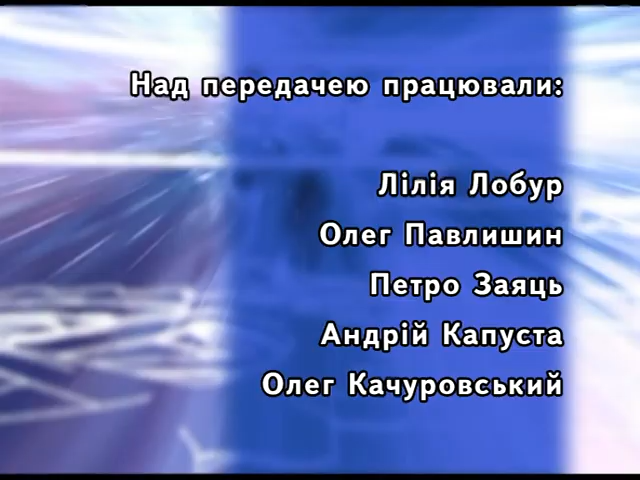 Над передачею працювали:
Лілія Лобур
Олег Павлишин
Петро Заяць
Андрій Капуста
Олег Качуровський